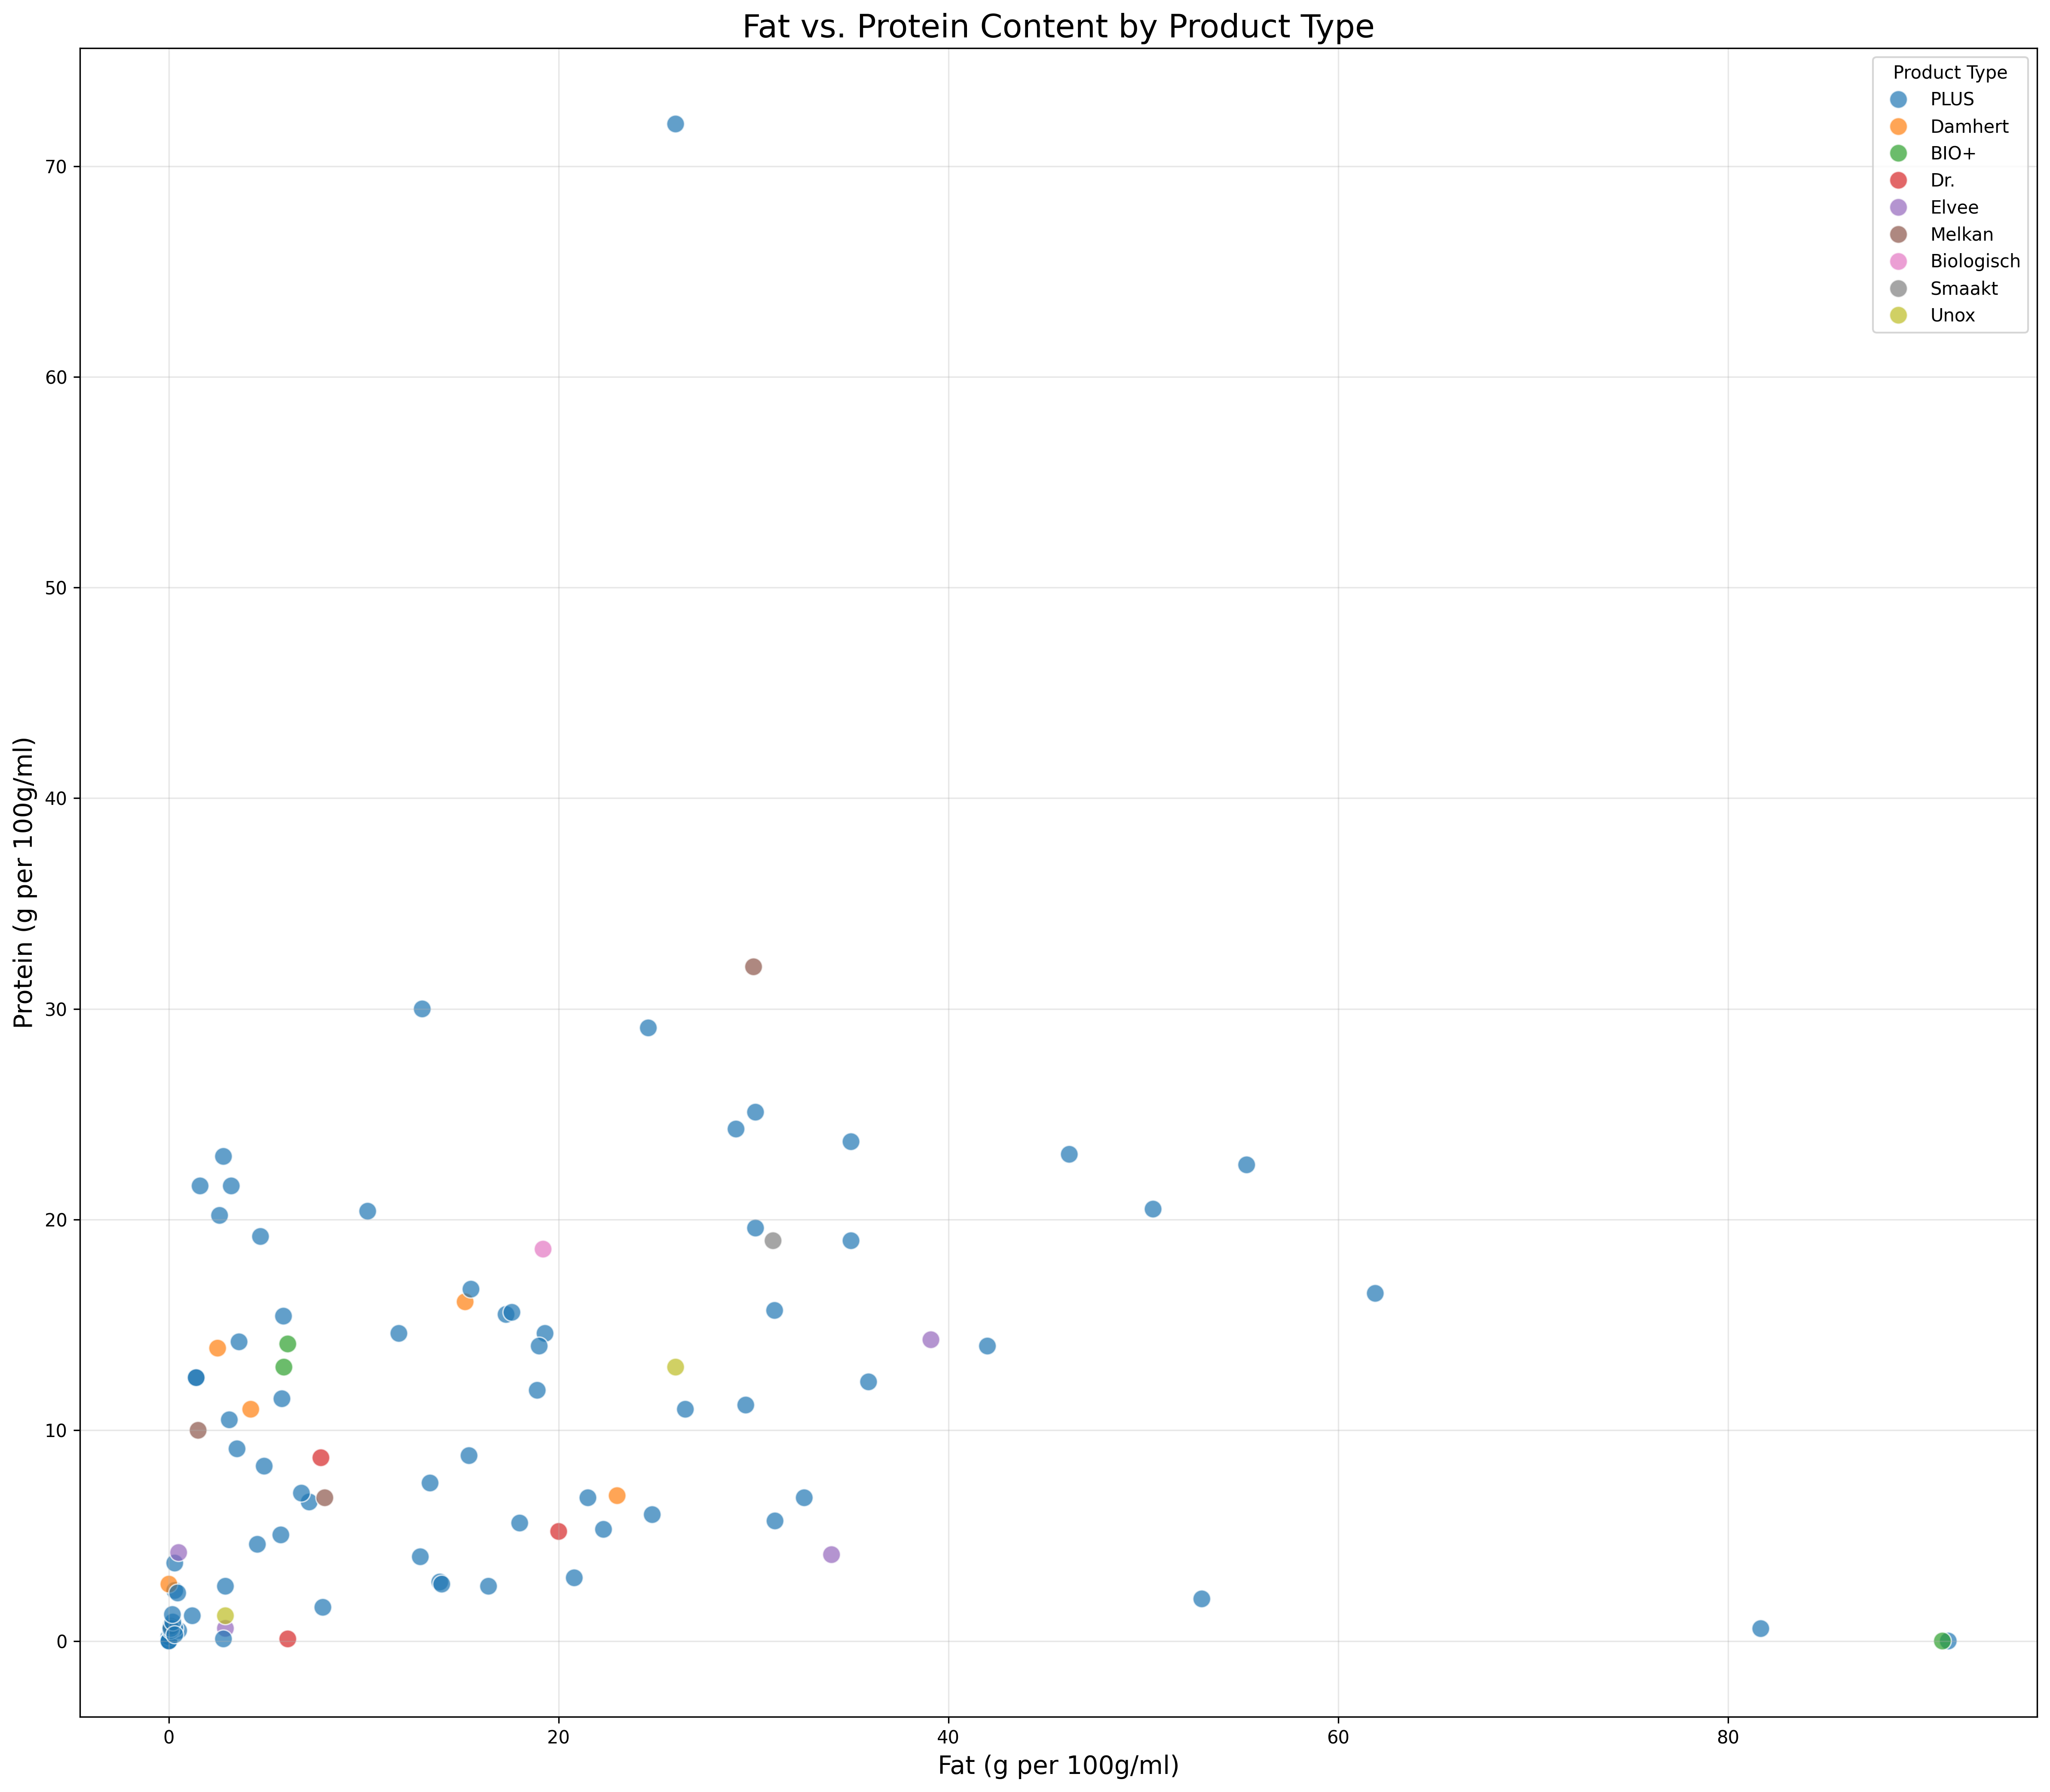 Fat vs. Protein Content by Product Type
Product Type
PLUS
Damhert
BIO+
Dr.
Elvee
Melkan
Biologisch
Smaakt
Unox
Protein (g per 100g/ml)
70
60
50
40
30
20
10
0
0 20 40 60 80
Fat (g per 100g/ml)